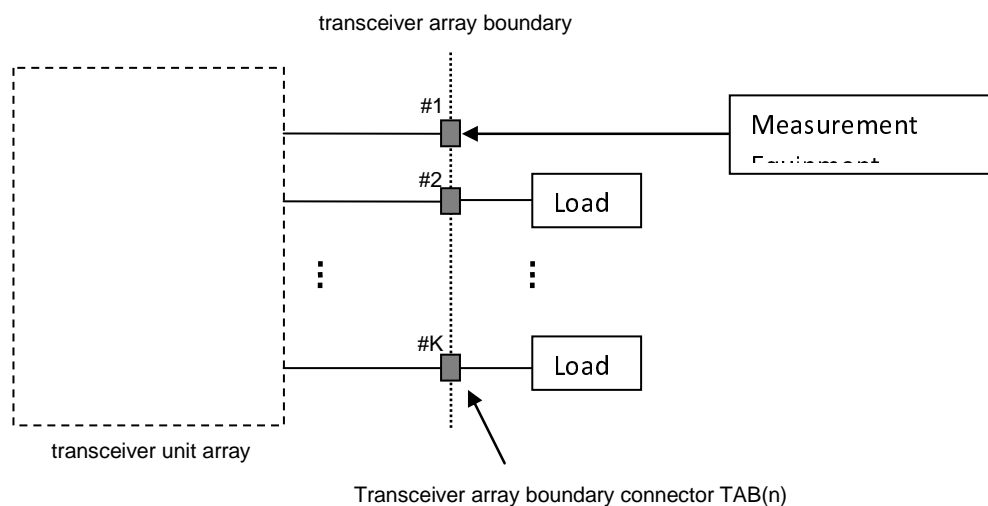 transceiver array boundary
#1
Measurement
#2
Load
#K
Load
transceiver unit array
Transceiver array boundary connector TAB(n)